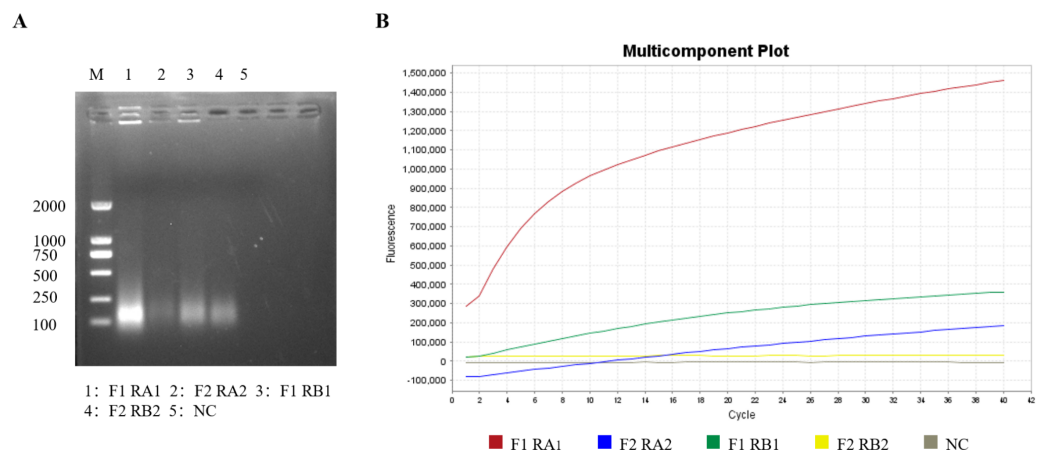 A
B
M 1 2 3 4 5
2000
1000
750
500
250
100
1: F1 RA1 2: F2 RA2 3: F1 RB1
4: F2 RB2 5: NC
Multicomponent Plot
1,500,000
1,400,000
1,300,000
1,200,000
1,100,000
1,000,000
900,000
800,000
700,000
600,000
500,000
400,000
300,000
200,000
100,000
0
-100,000
Fluorescence
0 2 4 6 8 10 12 14 16 18 20 22 24 26 28 30 32 34 36 38 40 42
Cycle
F1 RA1 F2 RA2 F1 RB1 F2 RB2 NC